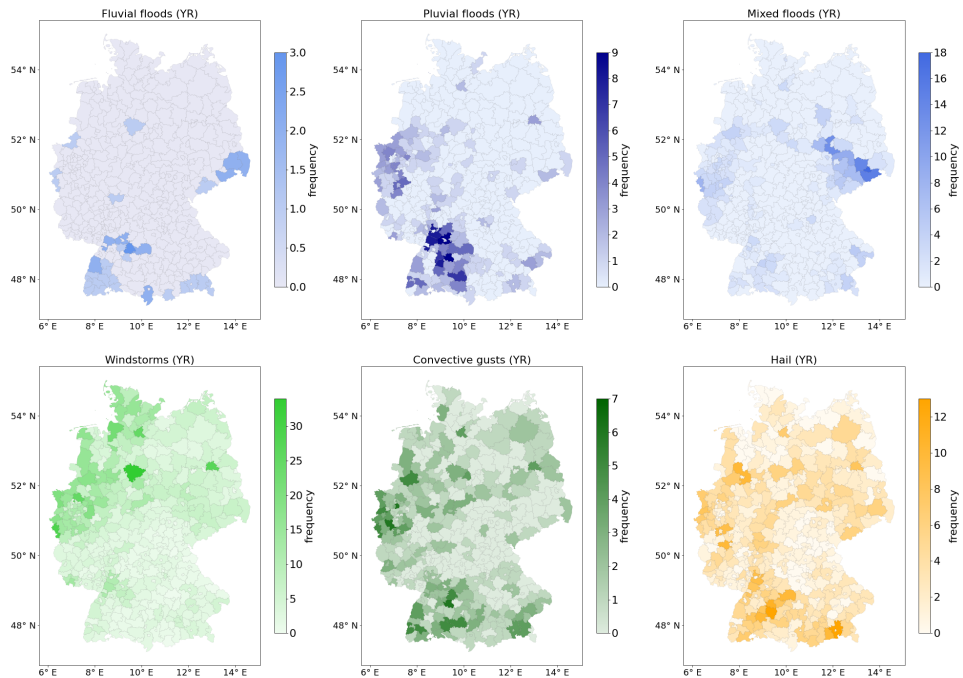 Fluvial floods (YR)
54° N
52° N
50° N
48° N
6° E 8° E 10° E 12° E 14° E
3.0
2.5
2.0
1.5
1.0
0.5
0.0
frequency
Pluvial floods (YR)
54° N
52° N
50° N
48° N
6° E 8° E 10° E 12° E 14° E
9
8
7
6
5
4
3
2
1
0
frequency
Mixed floods (YR)
54° N
52° N
50° N
48° N
6° E 8° E 10° E 12° E 14° E
18
16
14
12
10
8
6
4
2
0
frequency
Windstorms (YR)
54° N
52° N
50° N
48° N
6° E 8° E 10° E 12° E 14° E
30
25
20
15
10
5
0
frequency
Convective gusts (YR)
54° N
52° N
50° N
48° N
6° E 8° E 10° E 12° E 14° E
7
6
5
4
3
2
1
0
frequency
Hail (YR)
54° N
52° N
50° N
48° N
6° E 8° E 10° E 12° E 14° E
12
10
8
6
4
2
0
frequency